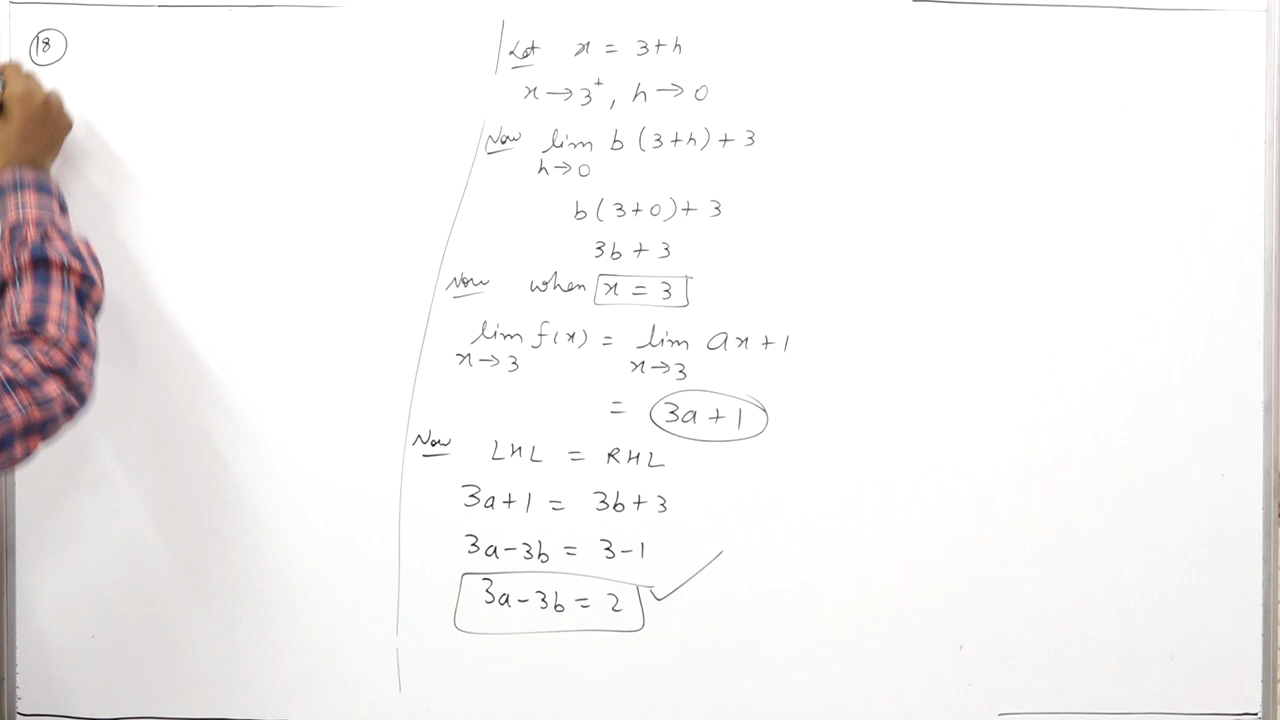 18
Let x = 3+h
x→3⁺, h→0
Now lim b (3+h) + 3
h→0
b(3+0)+ 3
3b + 3
Now when x = 3
lim f(x) = lim ax+1
x→3 x→3
= 3a + 1
Now LHL = RHL
3a+1 = 3b+3
3a-3b = 3-1
3a-3b = 2